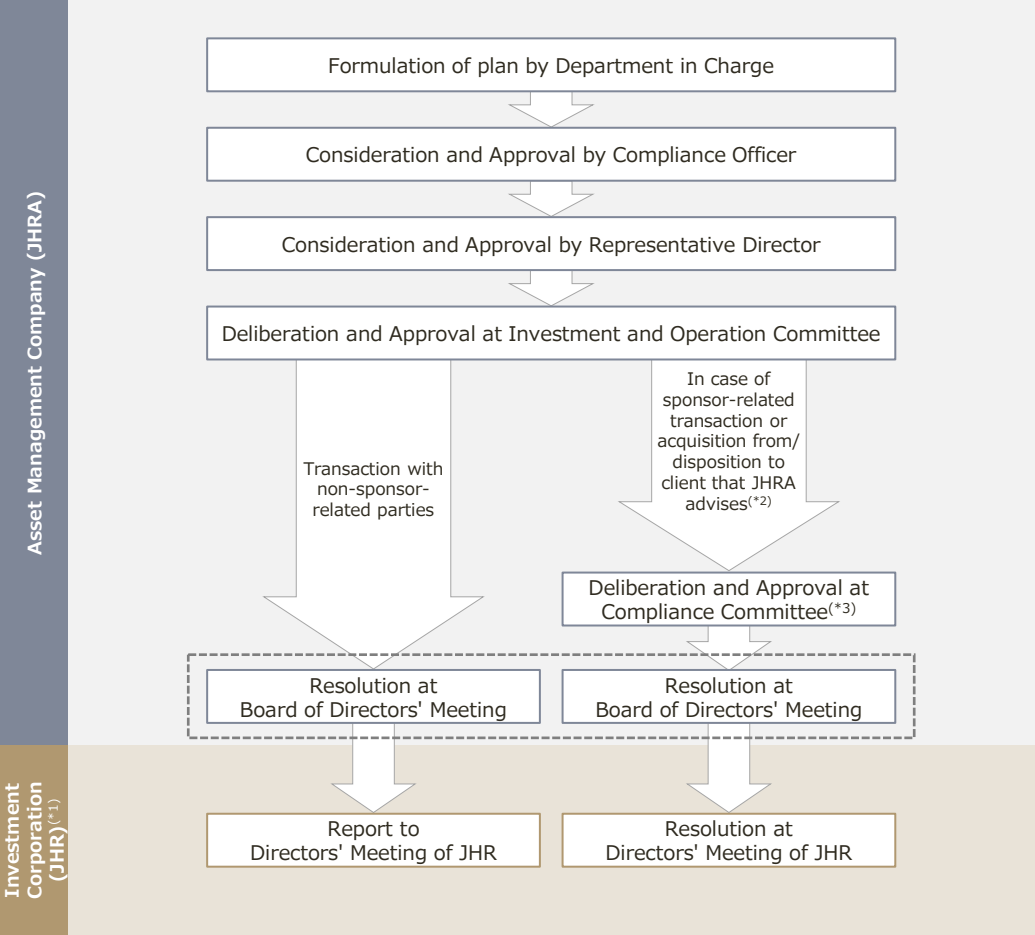 Asset Management Company (JHRA)
Formulation of plan by Department in Charge
Consideration and Approval by Compliance Officer
Consideration and Approval by Representative Director
Deliberation and Approval at Investment and Operation Committee
Transaction with
non-sponsor-
related parties
In case of
sponsor-related
transaction or
acquisition from/
disposition to
client that JHRA
advises(*2)
Deliberation and Approval at
Compliance Committee(*3)
Resolution at
Board of Directors' Meeting
Resolution at
Board of Directors' Meeting
Investment
Corporation
(JHR)(*1)
Report to
Directors' Meeting of JHR
Resolution at
Directors' Meeting of JHR